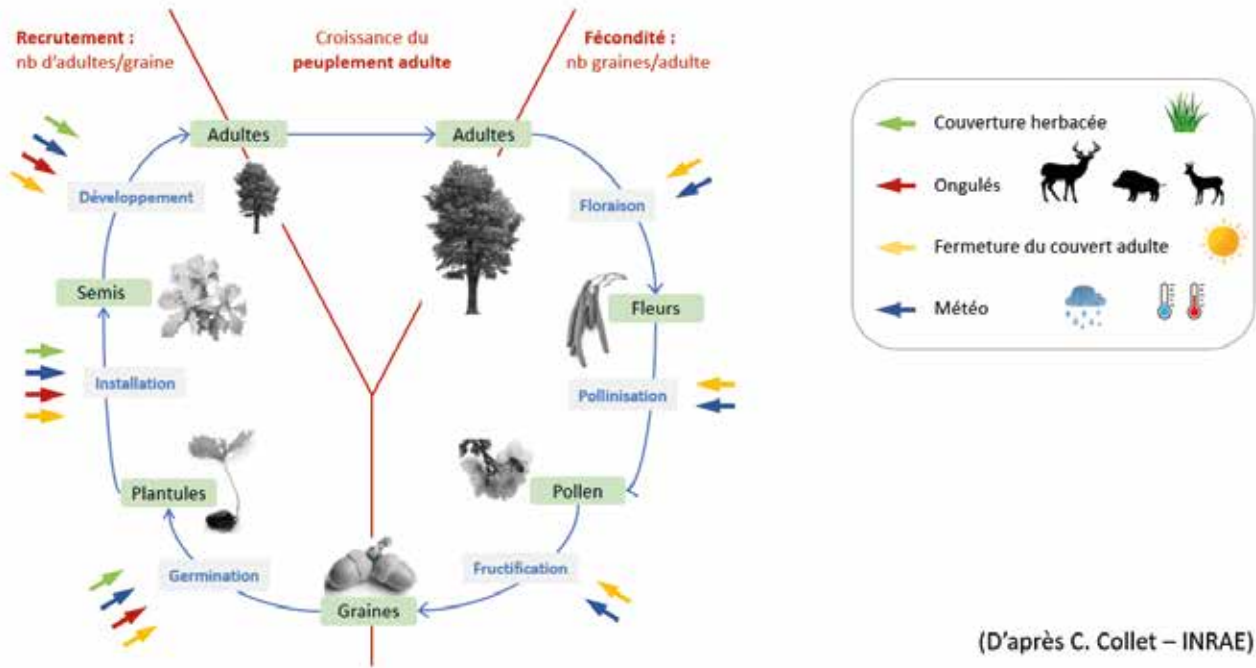 Recrutement :
nb d'adultes/graine
Croissance du
peuplement adulte
Fécondité :
nb graines/adulte
Adultes
Adultes
Développement
Floraison
Semis
Fleurs
Installation
Pollinisation
Plantules
Pollen
Germination
Fructification
Graines
Couverture herbacée
Ongulés
Fermeture du couvert adulte
Météo
(D'après C. Collet – INRAE)